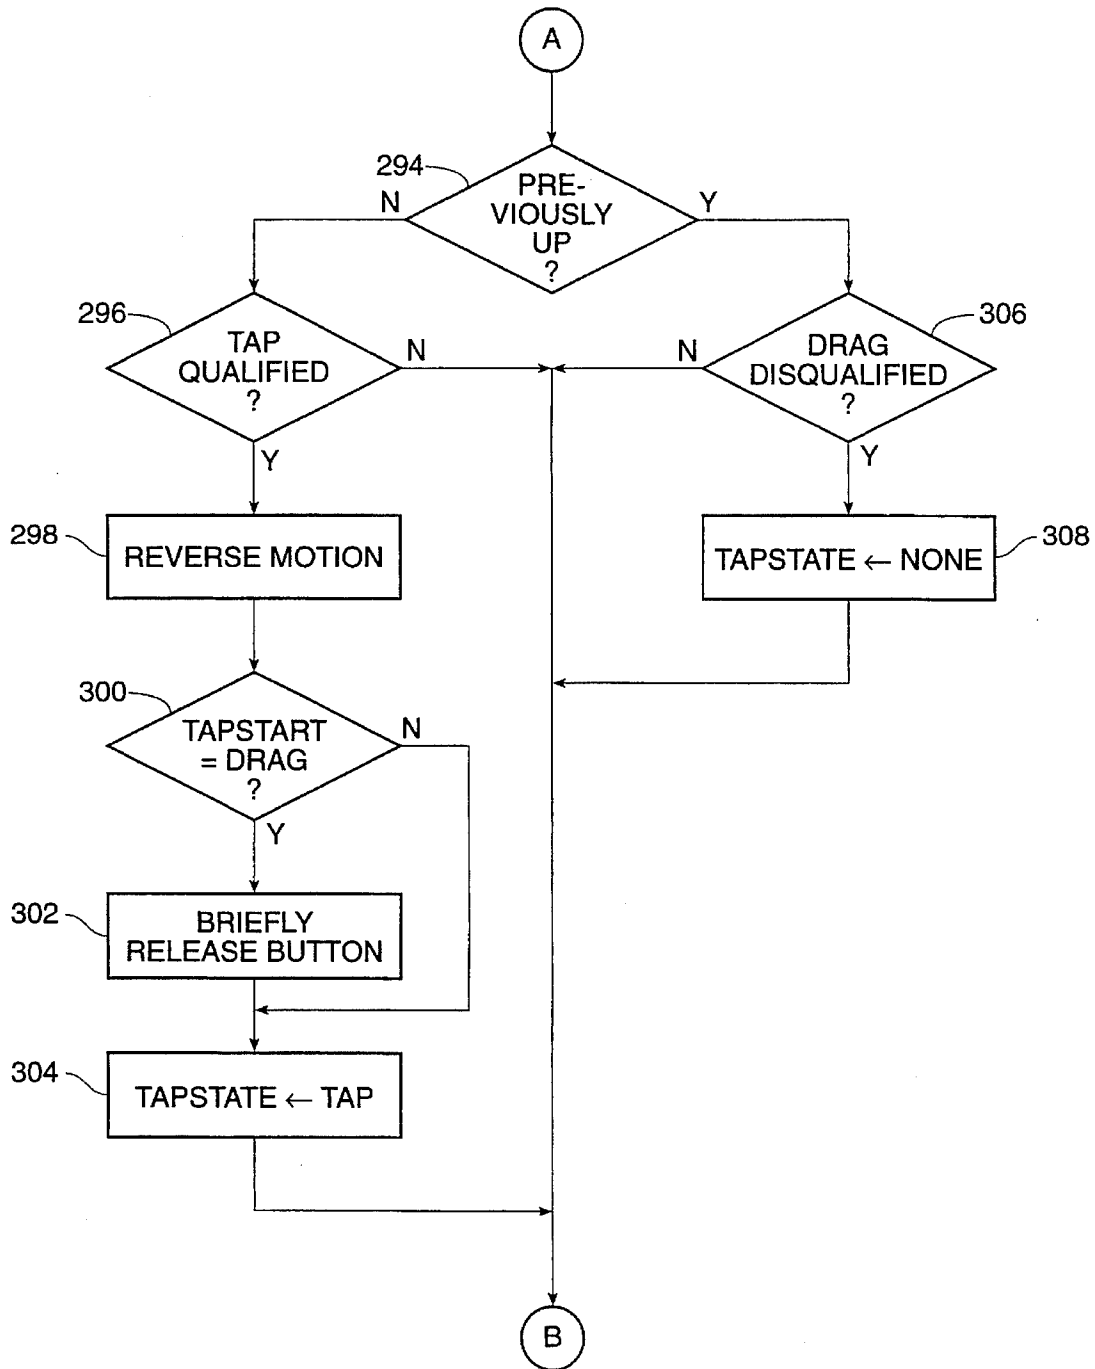 A
294
PRE-
VIOUSLY
UP
?
N
Y
296
TAP
QUALIFIED
?
N
Y
306
DRAG
DISQUALIFIED
?
N
Y
298
REVERSE MOTION
TAPSTATE ← NONE
308
300
TAPSTART
= DRAG
?
N
Y
302
BRIEFLY
RELEASE BUTTON
304
TAPSTATE ← TAP
B